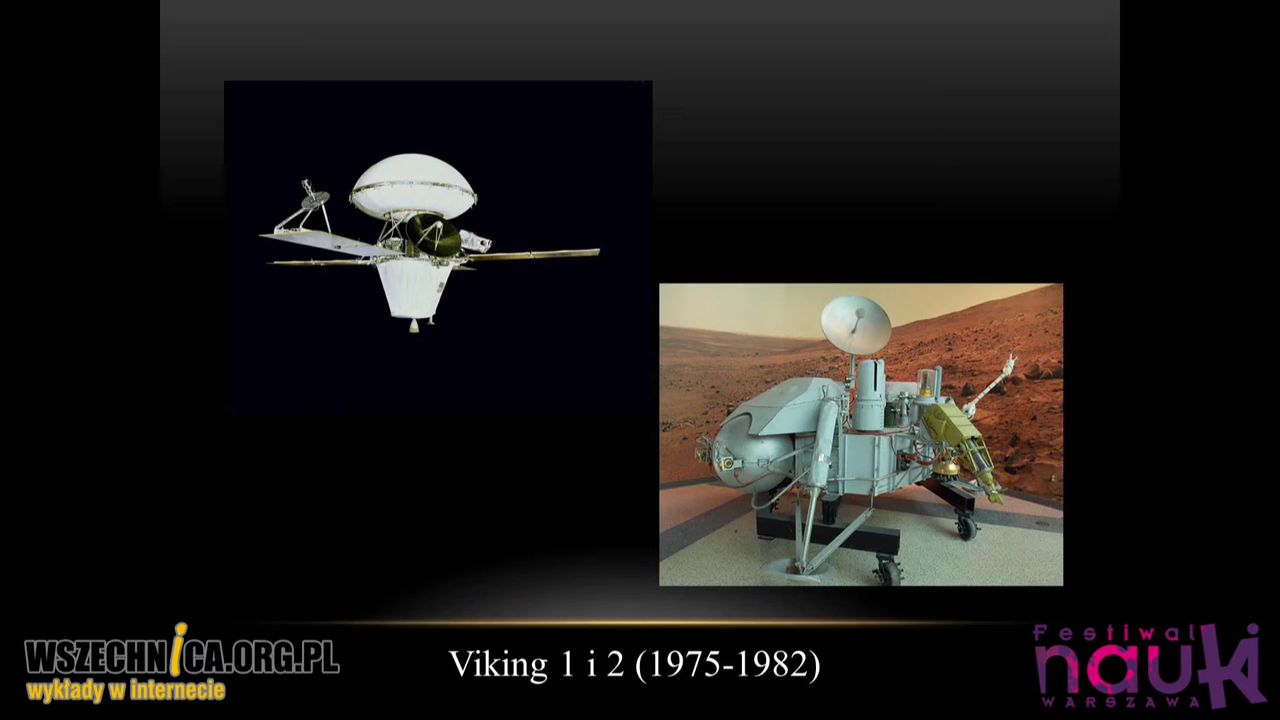 WSZECHNICA.ORG.PL
wykłady w internecie
Viking 1 i 2 (1975-1982)
Festiwal
nauki
WARSZAWA